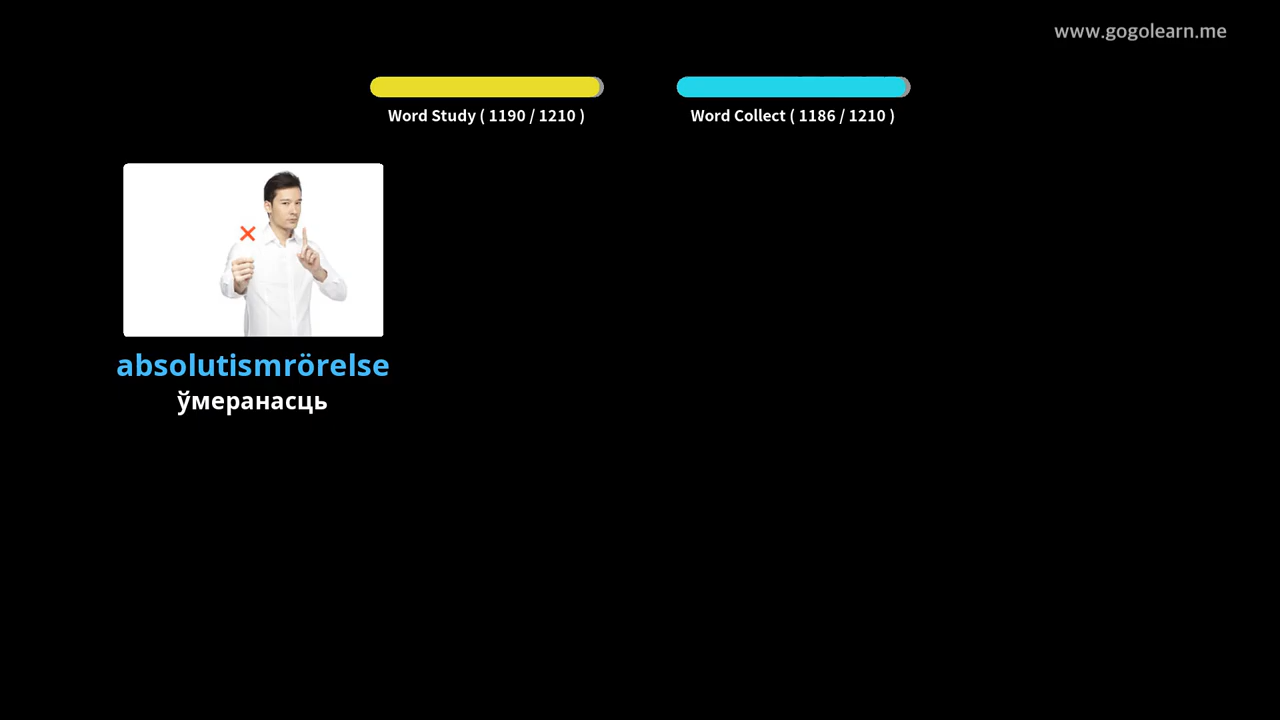 www.gogolearn.me
Word Study ( 1190 / 1210 )
Word Collect ( 1186 / 1210 )
absolutismrörelse
ўмеранасць